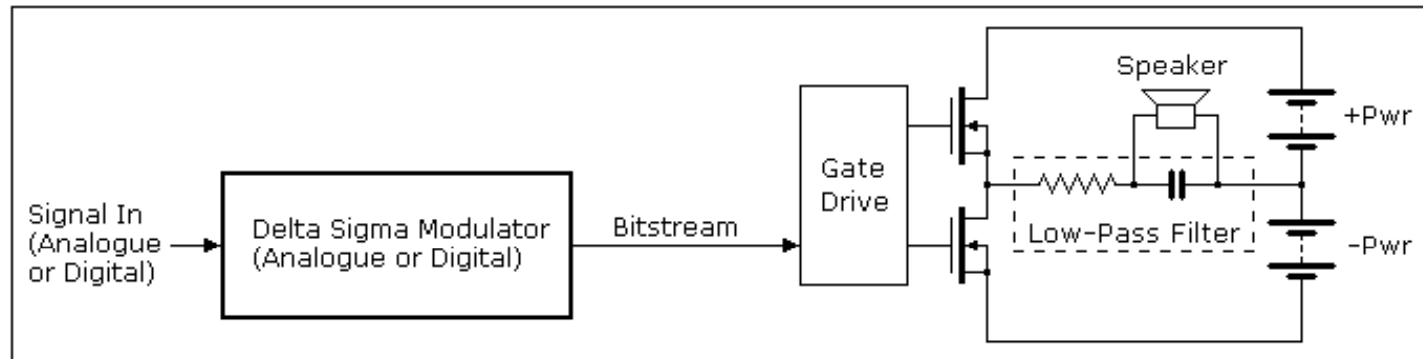 Speaker
+Pwr
Gate
Drive
Signal In
(Analogue
or Digital)
Delta Sigma Modulator
(Analogue or Digital)
Bitstream
Low-Pass Filter
-Pwr